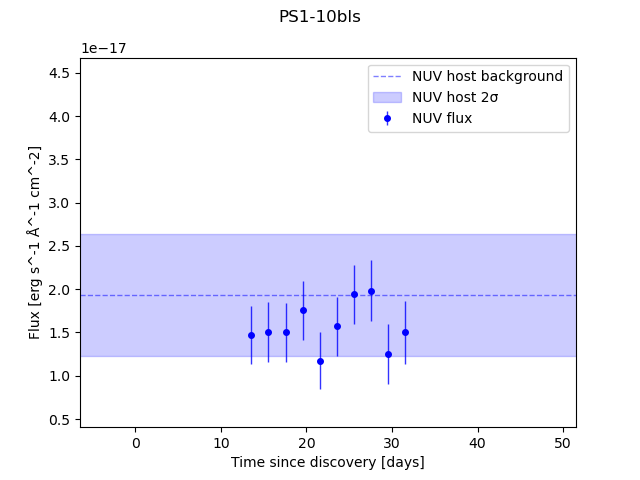 PS1-10bls
1e−17
4.5
4.0
3.5
3.0
2.5
2.0
1.5
1.0
0.5
Flux [erg s^-1 Å^-1 cm^-2]
NUV host background
NUV host 2σ
NUV flux
0 10 20 30 40 50
Time since discovery [days]